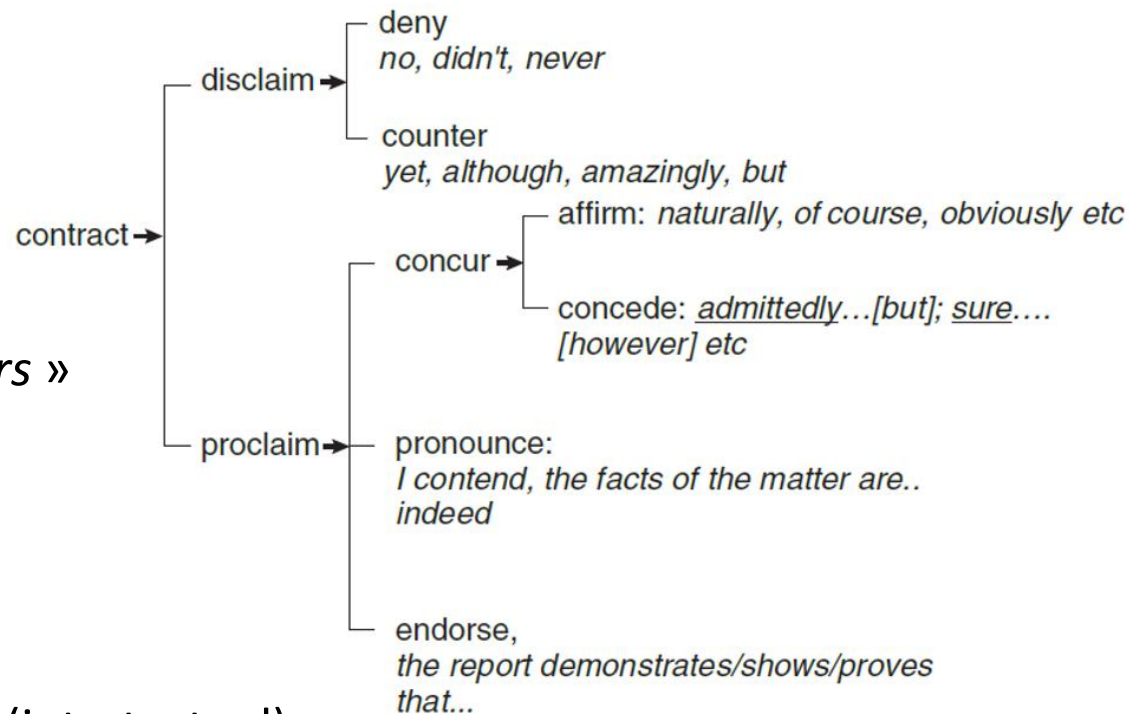 deny
no, didn't, never
disclaim
counter
yet, although, amazingly, but
affirm: naturally, of course, obviously etc
contract
concur
concede: admittedly…[but]; sure….
[however] etc
rs »
proclaim
pronounce:
I contend, the facts of the matter are..
indeed
endorse,
the report demonstrates/shows/proves
that...